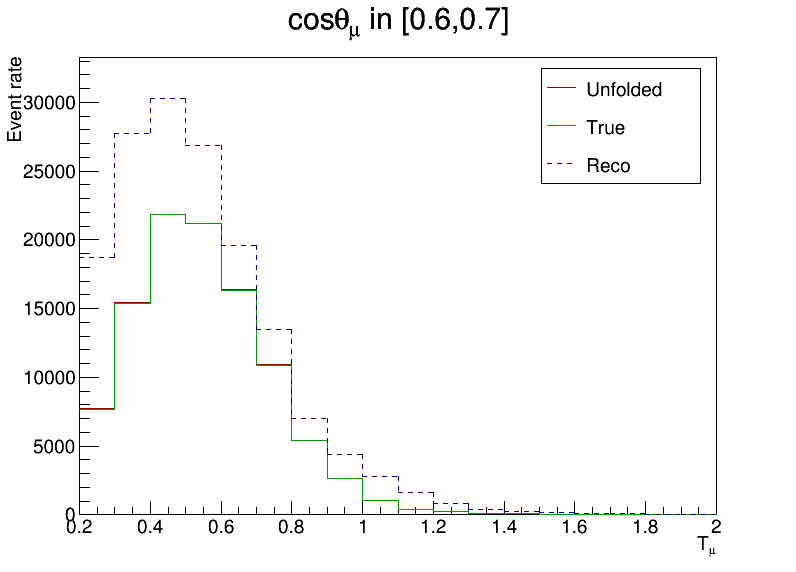 cosθμ in [0.6,0.7]
Event rate
Unfolded
True
Reco
30000
25000
20000
15000
10000
5000
0
0.2 0.4 0.6 0.8 1 1.2 1.4 1.6 1.8 2
Tμ